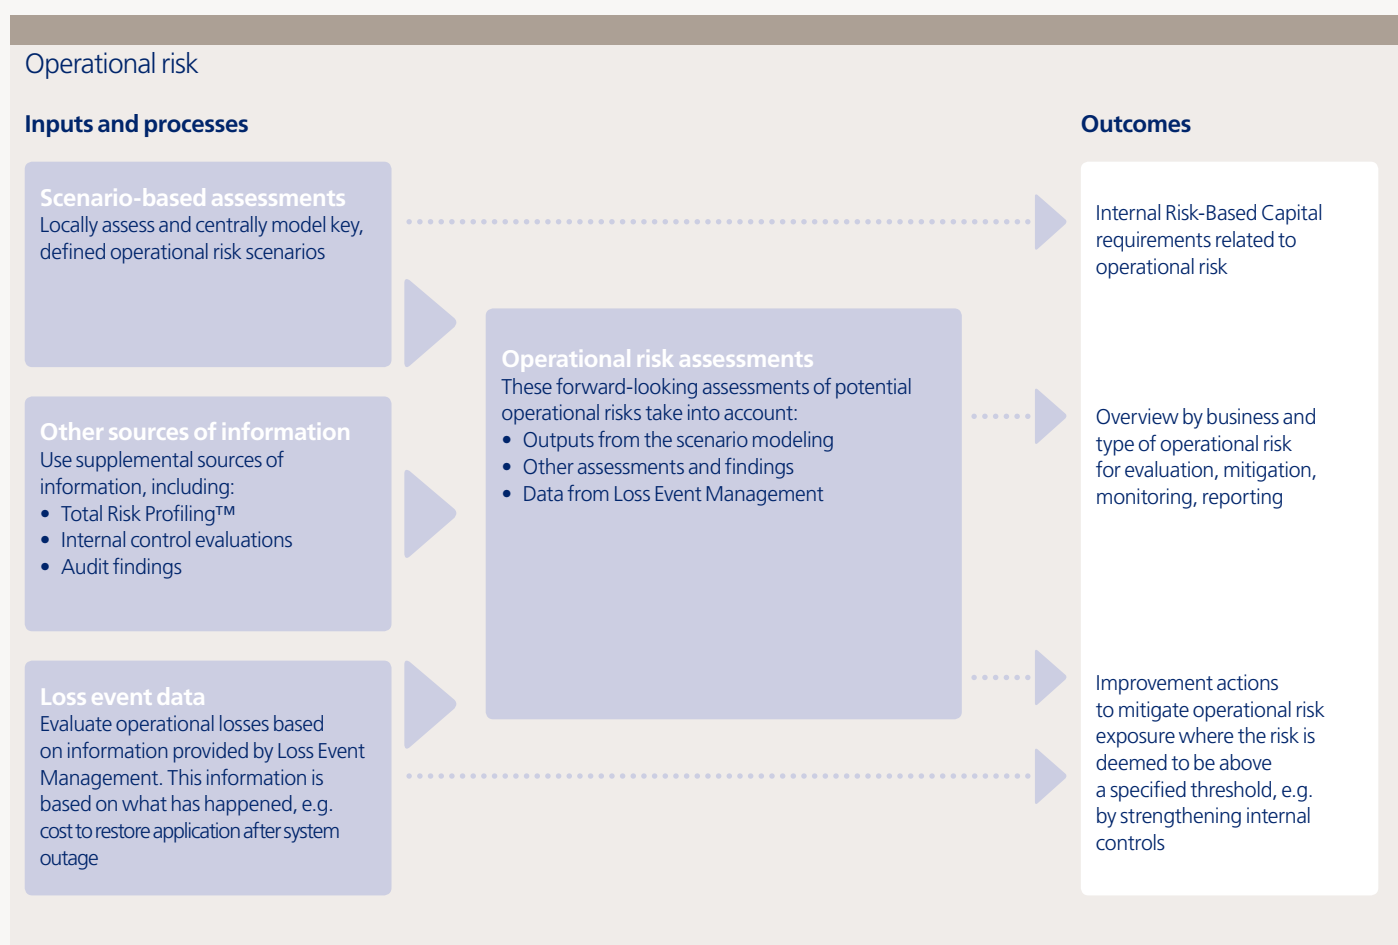 Operational risk
Inputs and processes
Outcomes
Scenario-based assessments
Locally assess and centrally model key,
defined operational risk scenarios
Other sources of information
Use supplemental sources of
information, including:
• Total Risk Profiling™
• Internal control evaluations
• Audit findings
Loss event data
Evaluate operational losses based
on information provided by Loss Event
Management. This information is
based on what has happened, e.g.
cost to restore application after system
outage
Operational risk assessments
These forward-looking assessments of potential
operational risks take into account:
• Outputs from the scenario modeling
• Other assessments and findings
• Data from Loss Event Management
Internal Risk-Based Capital
requirements related to
operational risk
Overview by business and
type of operational risk
for evaluation, mitigation,
monitoring, reporting
Improvement actions
to mitigate operational risk
exposure where the risk is
deemed to be above
a specified threshold, e.g.
by strengthening internal
controls